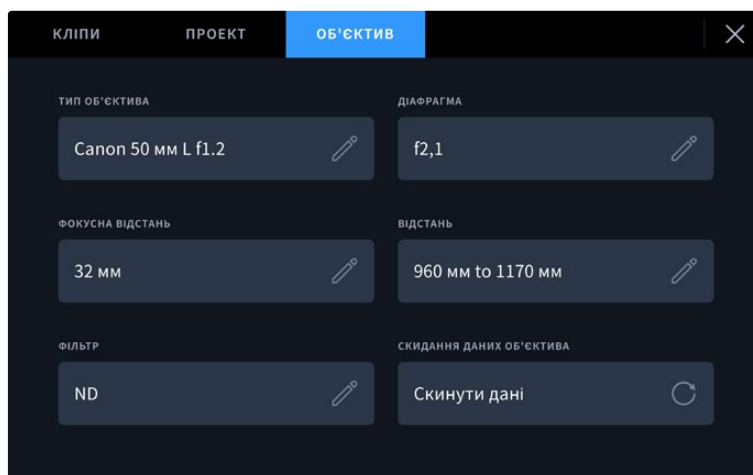 КЛІПИ ПРОЕКТ ОБ'ЄКТИВ
ТИП ОБ'ЄКТИВА ДІАФРАГМА
Canon 50 мм L f1.2 f2,1
ФОКУСНА ВІДСТАНЬ ВІДСТАНЬ
32 мм 960 мм to 1170 мм
ФІЛЬТР СКИДАННЯ ДАНИХ ОБ'ЄКТИВА
ND Скинути дані